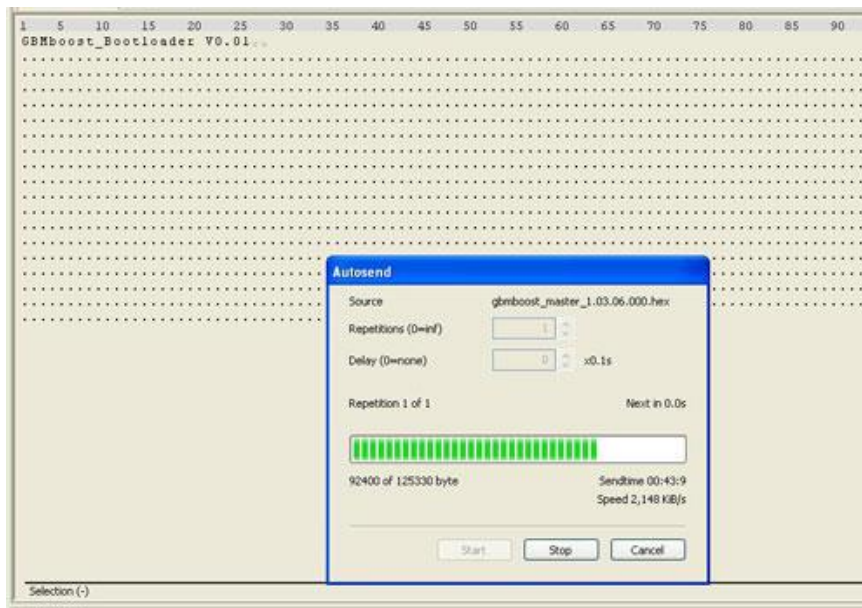 1 5 10 15 20 25 30 35 40 45 50 55 60 65 70 75 80 85 90
GBMboost_Bootloader V0.01..
Autosend
Source gbmboost_master_1.03.06.000.hex
Repetitions (0=inf) 1
Delay (0=none) 0 x0.1s
Repetition 1 of 1 Next in 0.0s
92400 of 125330 byte Sendtime 00:43:9
Speed 2,148 KiB/s
Start Stop Cancel
Selection (-)